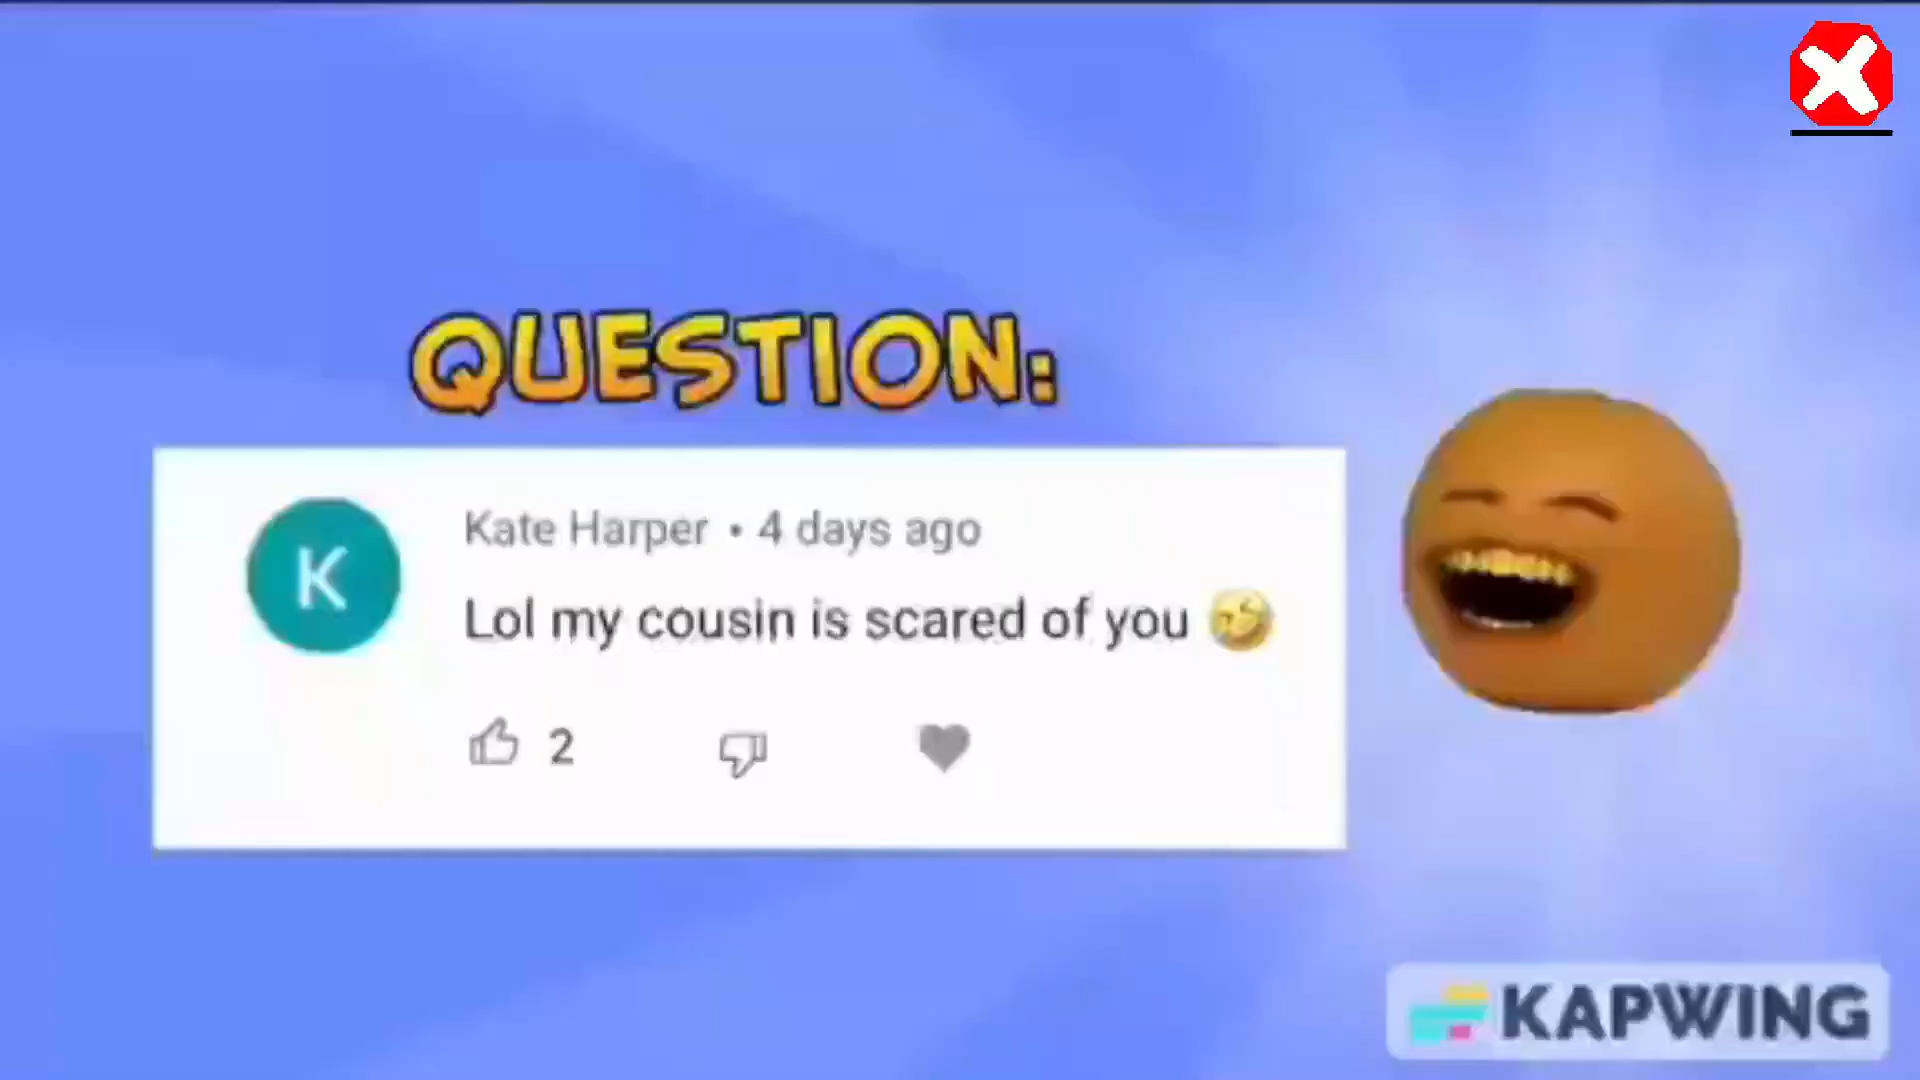 QUESTION:
K
Kate Harper • 4 days ago
Lol my cousin is scared of you 🤣
2
KAPWING